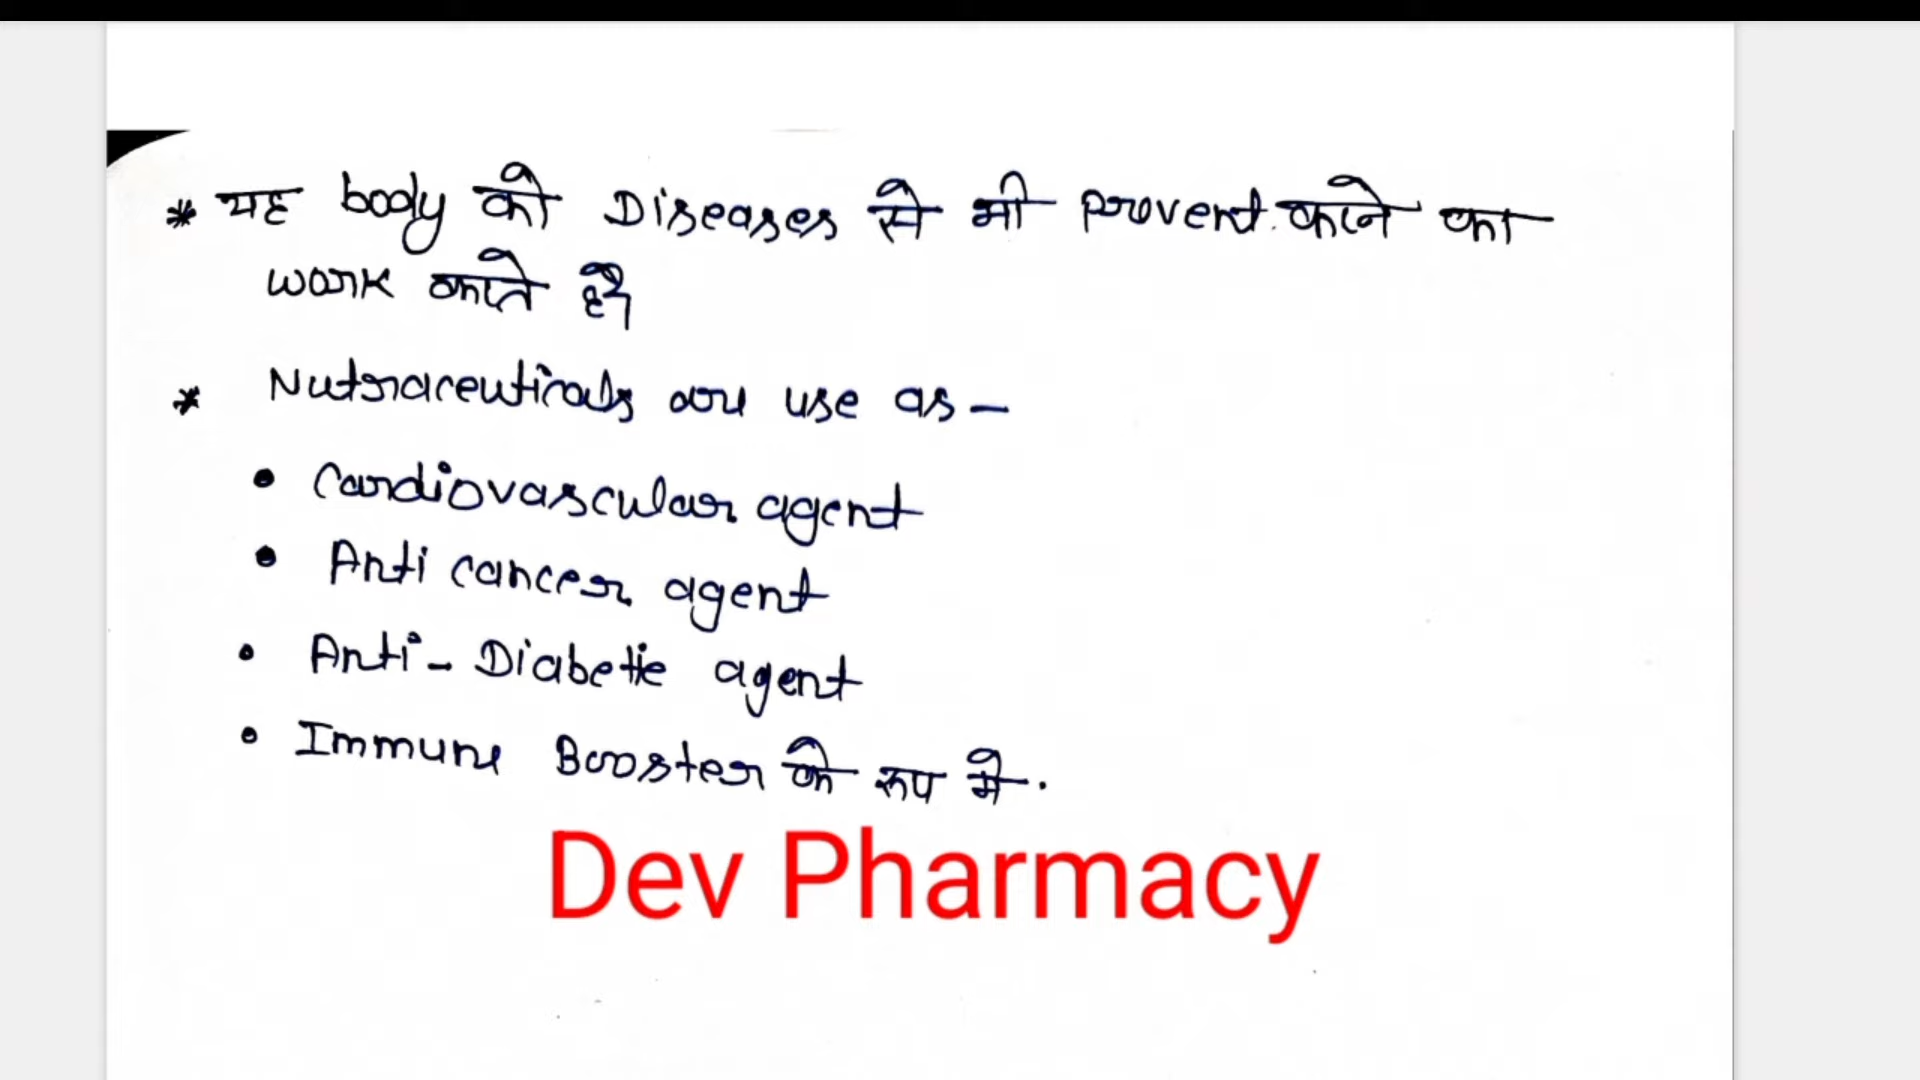 * यह body को Diseases से भी prevent करने का
work करते है।
* Nutraceuticals are use as -
• Cardiovascular agent
• Anti cancer agent
• Anti - Diabetic agent
• Immune Booster के रूप मे.
Dev Pharmacy